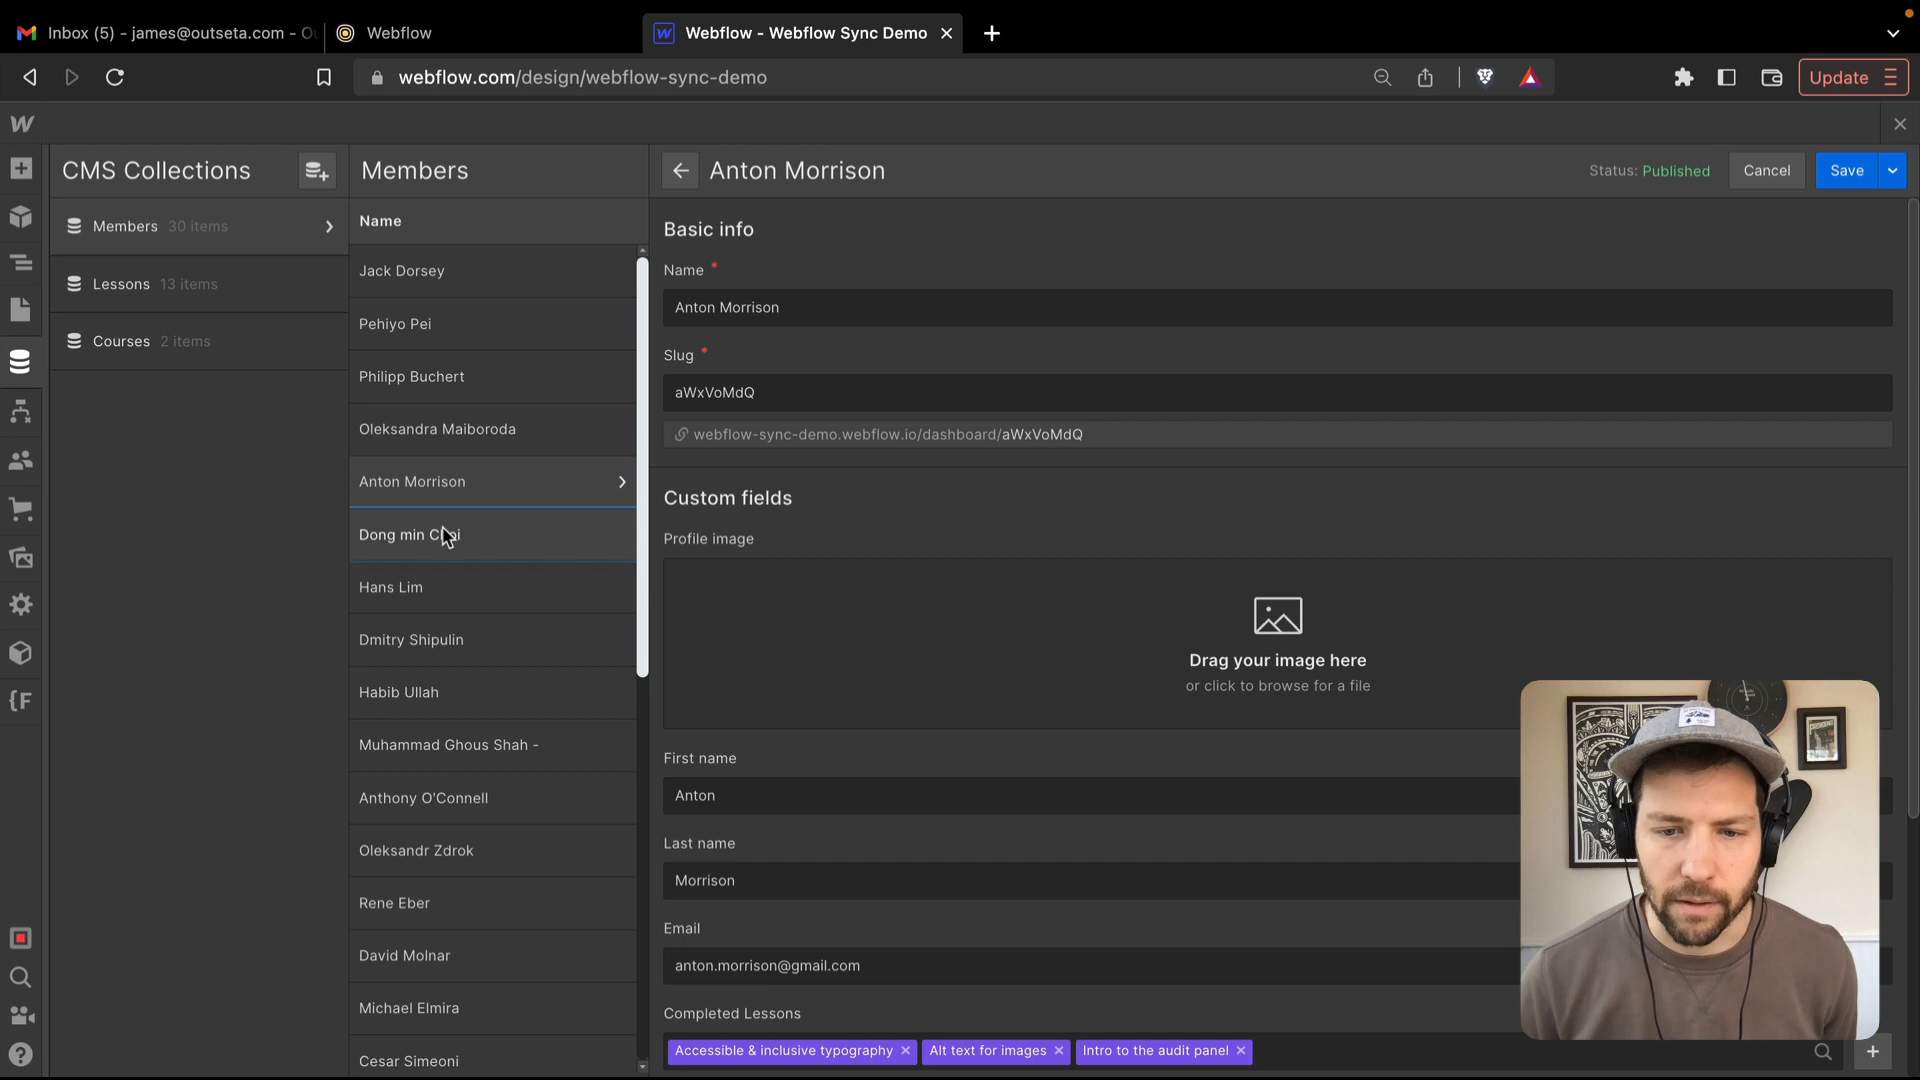 Inbox (5) - james@outseta.com - Ou
Webflow
Webflow - Webflow Sync Demo
webflow.com/design/webflow-sync-demo
Update
CMS Collections
Members
Anton Morrison
Status: Published
Cancel
Save
Members 30 items
Lessons 13 items
Courses 2 items
Name
Jack Dorsey
Pehiyo Pei
Philipp Buchert
Oleksandra Maiboroda
Anton Morrison
Dong min
Hans Lim
Dmitry Shipulin
Habib Ullah
Muhammad Ghous Shah -
Anthony O'Connell
Oleksandr Zdrok
Rene Eber
David Molnar
Michael Elmira
Cesar Simeoni
Basic info
Name *
Anton Morrison
Slug *
aWxVoMdQ
webflow-sync-demo.webflow.io/dashboard/aWxVoMdQ
Custom fields
Profile image
Drag your image here
or click to browse for a file
First name
Anton
Last name
Morrison
Email
anton.morrison@gmail.com
Completed Lessons
Accessible & inclusive typography
Alt text for images
Intro to the audit panel